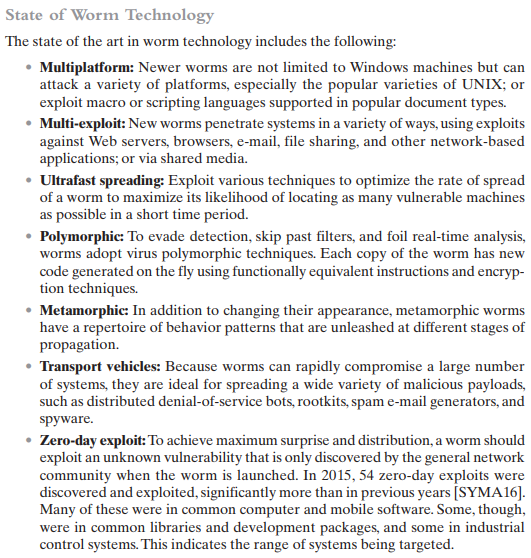 State of Worm Technology
The state of the art in worm technology includes the following:
• Multiplatform: Newer worms are not limited to Windows machines but can
attack a variety of platforms, especially the popular varieties of UNIX; or
exploit macro or scripting languages supported in popular document types.
• Multi-exploit: New worms penetrate systems in a variety of ways, using exploits
against Web servers, browsers, e-mail, file sharing, and other network-based
applications; or via shared media.
• Ultrafast spreading: Exploit various techniques to optimize the rate of spread
of a worm to maximize its likelihood of locating as many vulnerable machines
as possible in a short time period.
• Polymorphic: To evade detection, skip past filters, and foil real-time analysis,
worms adopt virus polymorphic techniques. Each copy of the worm has new
code generated on the fly using functionally equivalent instructions and encryp-
tion techniques.
• Metamorphic: In addition to changing their appearance, metamorphic worms
have a repertoire of behavior patterns that are unleashed at different stages of
propagation.
• Transport vehicles: Because worms can rapidly compromise a large number
of systems, they are ideal for spreading a wide variety of malicious payloads,
such as distributed denial-of-service bots, rootkits, spam e-mail generators, and
spyware.
• Zero-day exploit: To achieve maximum surprise and distribution, a worm should
exploit an unknown vulnerability that is only discovered by the general network
community when the worm is launched. In 2015, 54 zero-day exploits were
discovered and exploited, significantly more than in previous years [SYMA16].
Many of these were in common computer and mobile software. Some, though,
were in common libraries and development packages, and some in industrial
control systems. This indicates the range of systems being targeted.